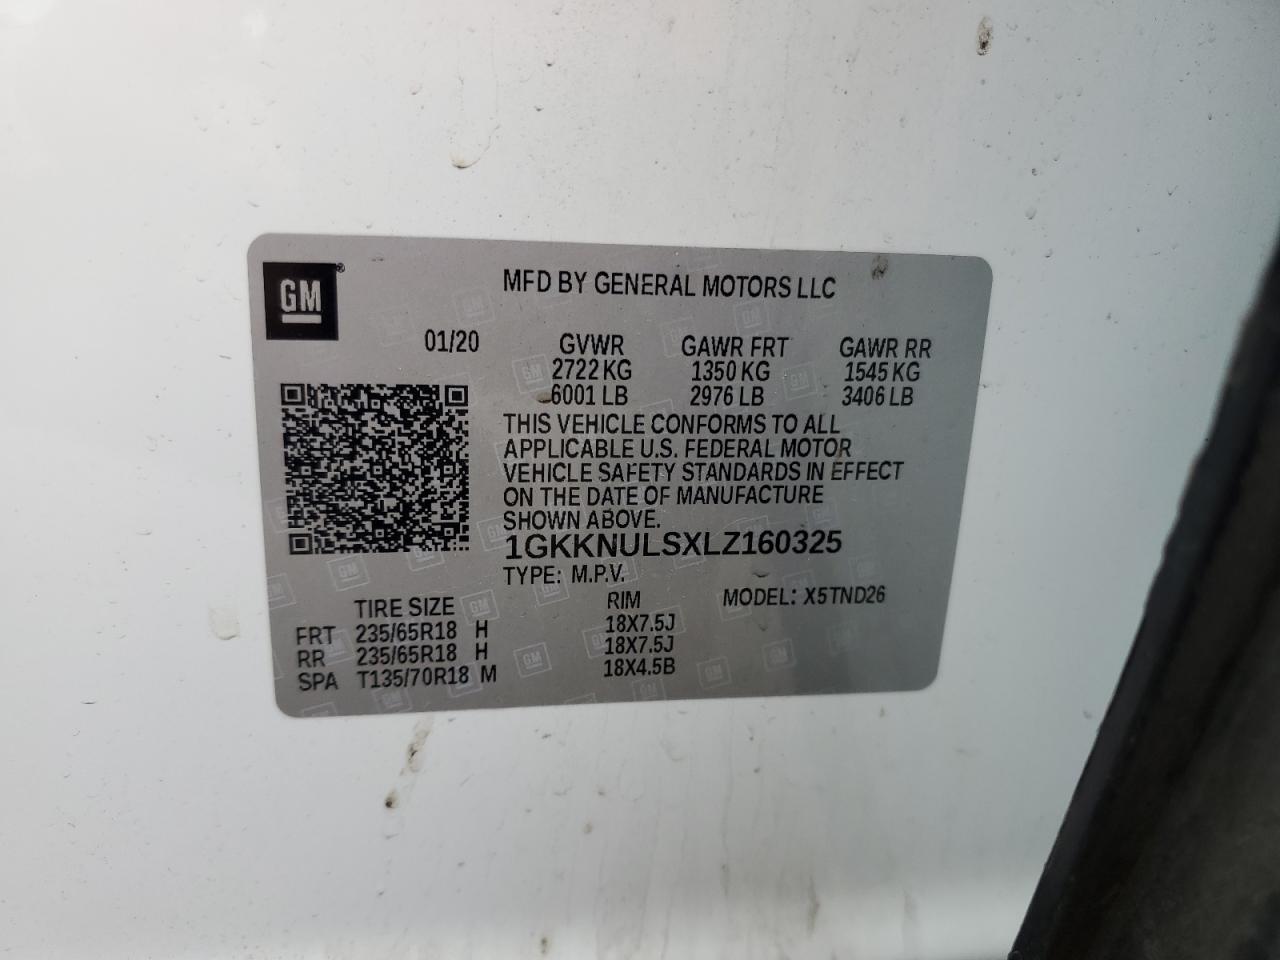 GM®
MFD BY GENERAL MOTORS LLC
01/20 GVWR GAWR FRT GAWR RR
2722 KG 1350 KG 1545 KG
6001 LB 2976 LB 3406 LB
THIS VEHICLE CONFORMS TO ALL
APPLICABLE U.S. FEDERAL MOTOR
VEHICLE SAFETY STANDARDS IN EFFECT
ON THE DATE OF MANUFACTURE
SHOWN ABOVE.
1GKKNULSXLZ160325
TYPE: M.P.V.
TIRE SIZE RIM MODEL: X5TND26
FRT 235/65R18 H 18X7.5J
RR 235/65R18 H 18X7.5J
SPA T135/70R18 M 18X4.5B